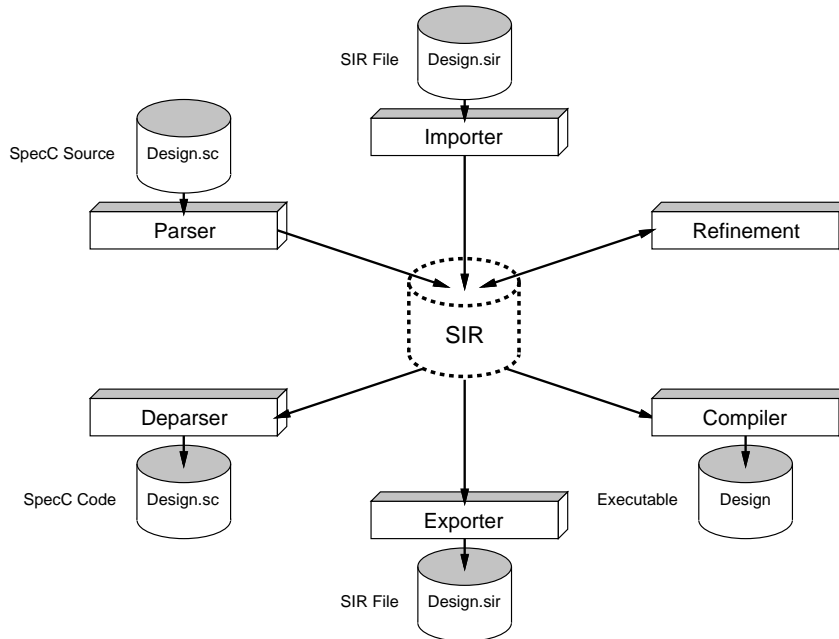 SIR File
Design.sir
Importer
SpecC Source
Design.sc
Parser
Refinement
SIR
Deparser
Compiler
SpecC Code
Design.sc
Executable
Design
Exporter
SIR File
Design.sir